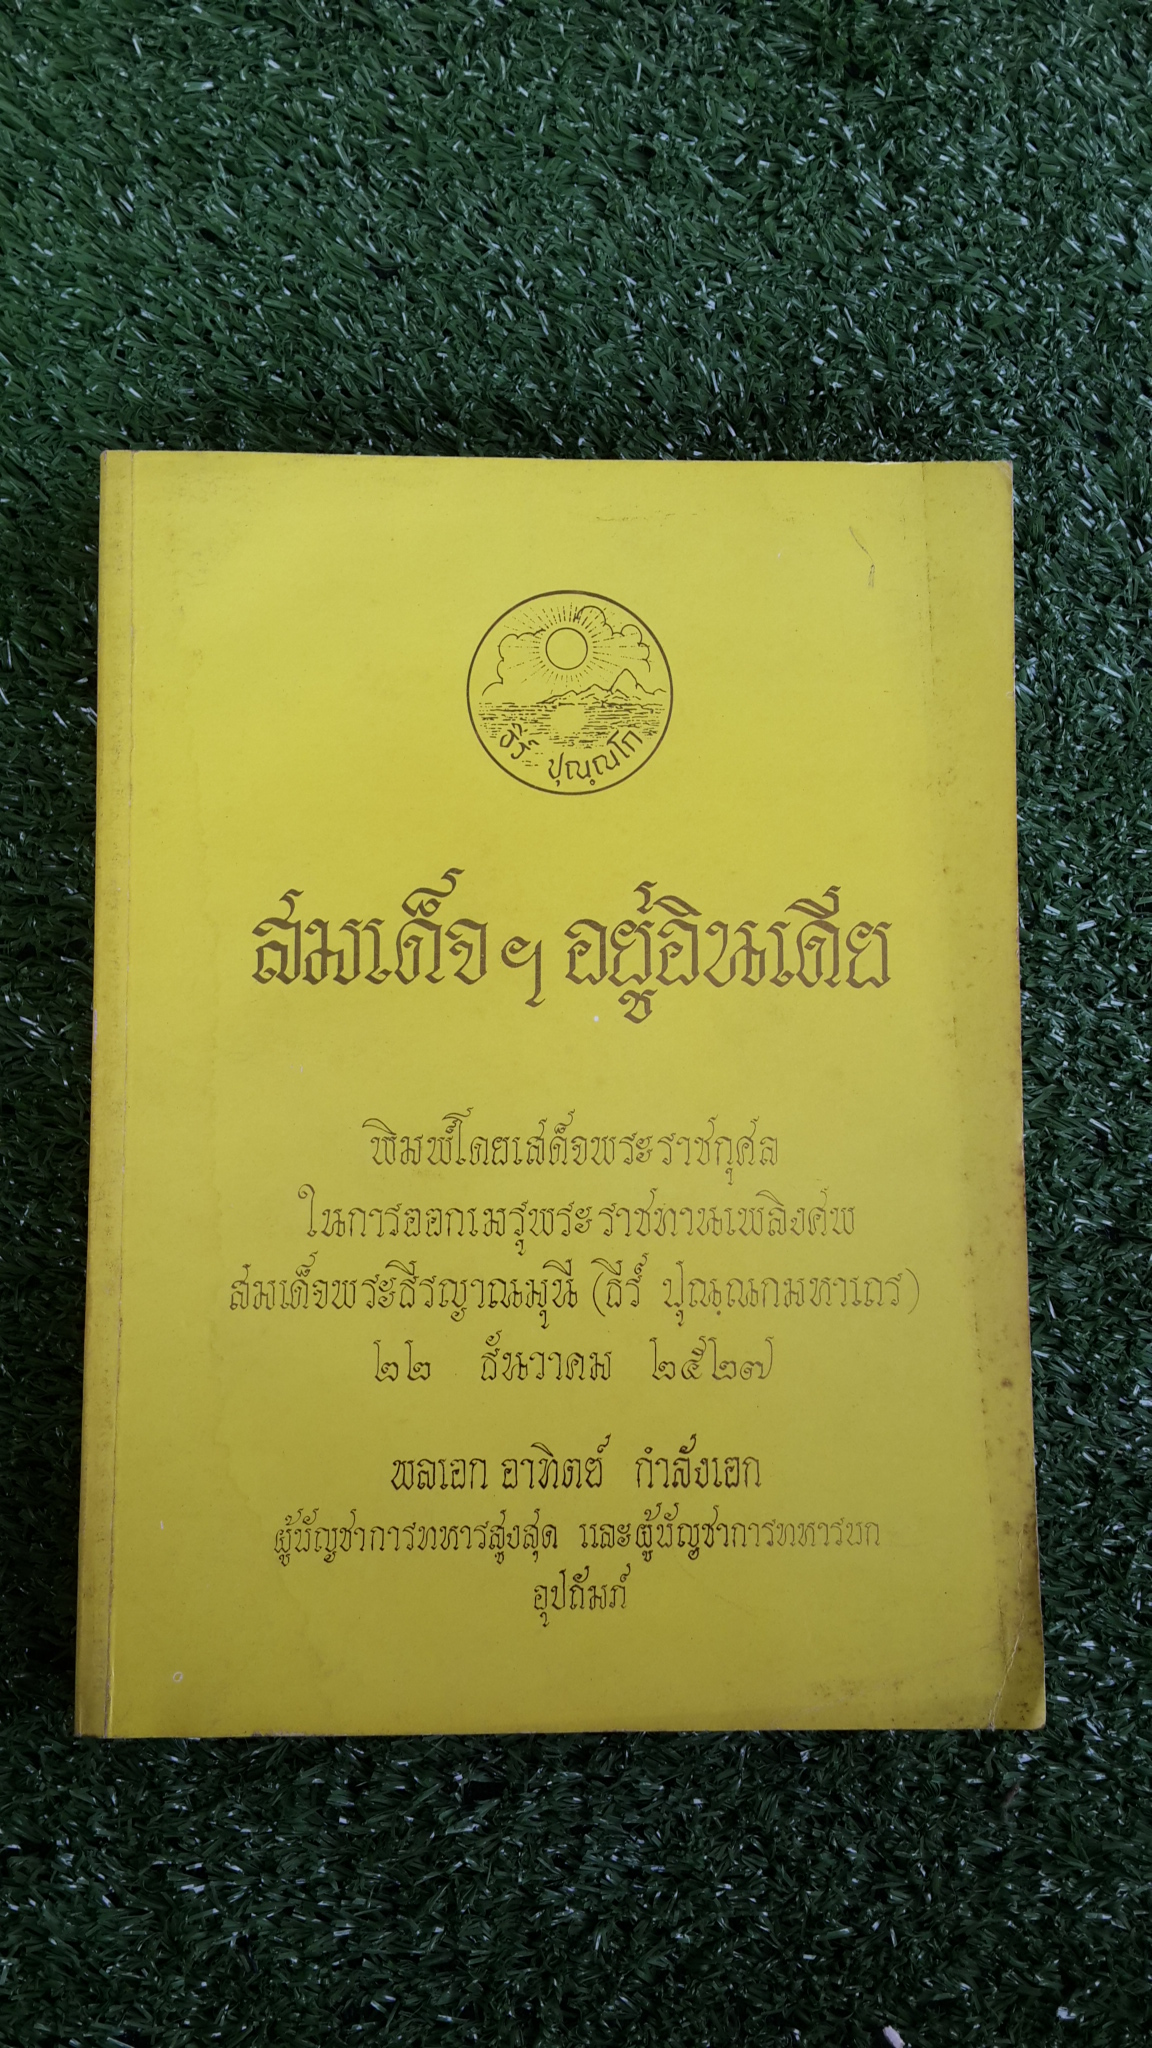 ธีร์ ปุณฺณโก
สมเด็จฯ อยู่อินเดีย
พิมพ์โดยเสด็จพระราชกุศล
ในการออกเมรุพระราชทานเพลิงศพ
สมเด็จพระธีรญาณมุนี (ธีร์ ปุณฺณกมหาเถร)
๒๒ ธันวาคม ๒๕๒๗
พลเอก อาทิตย์ กำลังเอก
ผู้บัญชาการทหารสูงสุด และผู้บัญชาการทหารบก
อุปถัมภ์